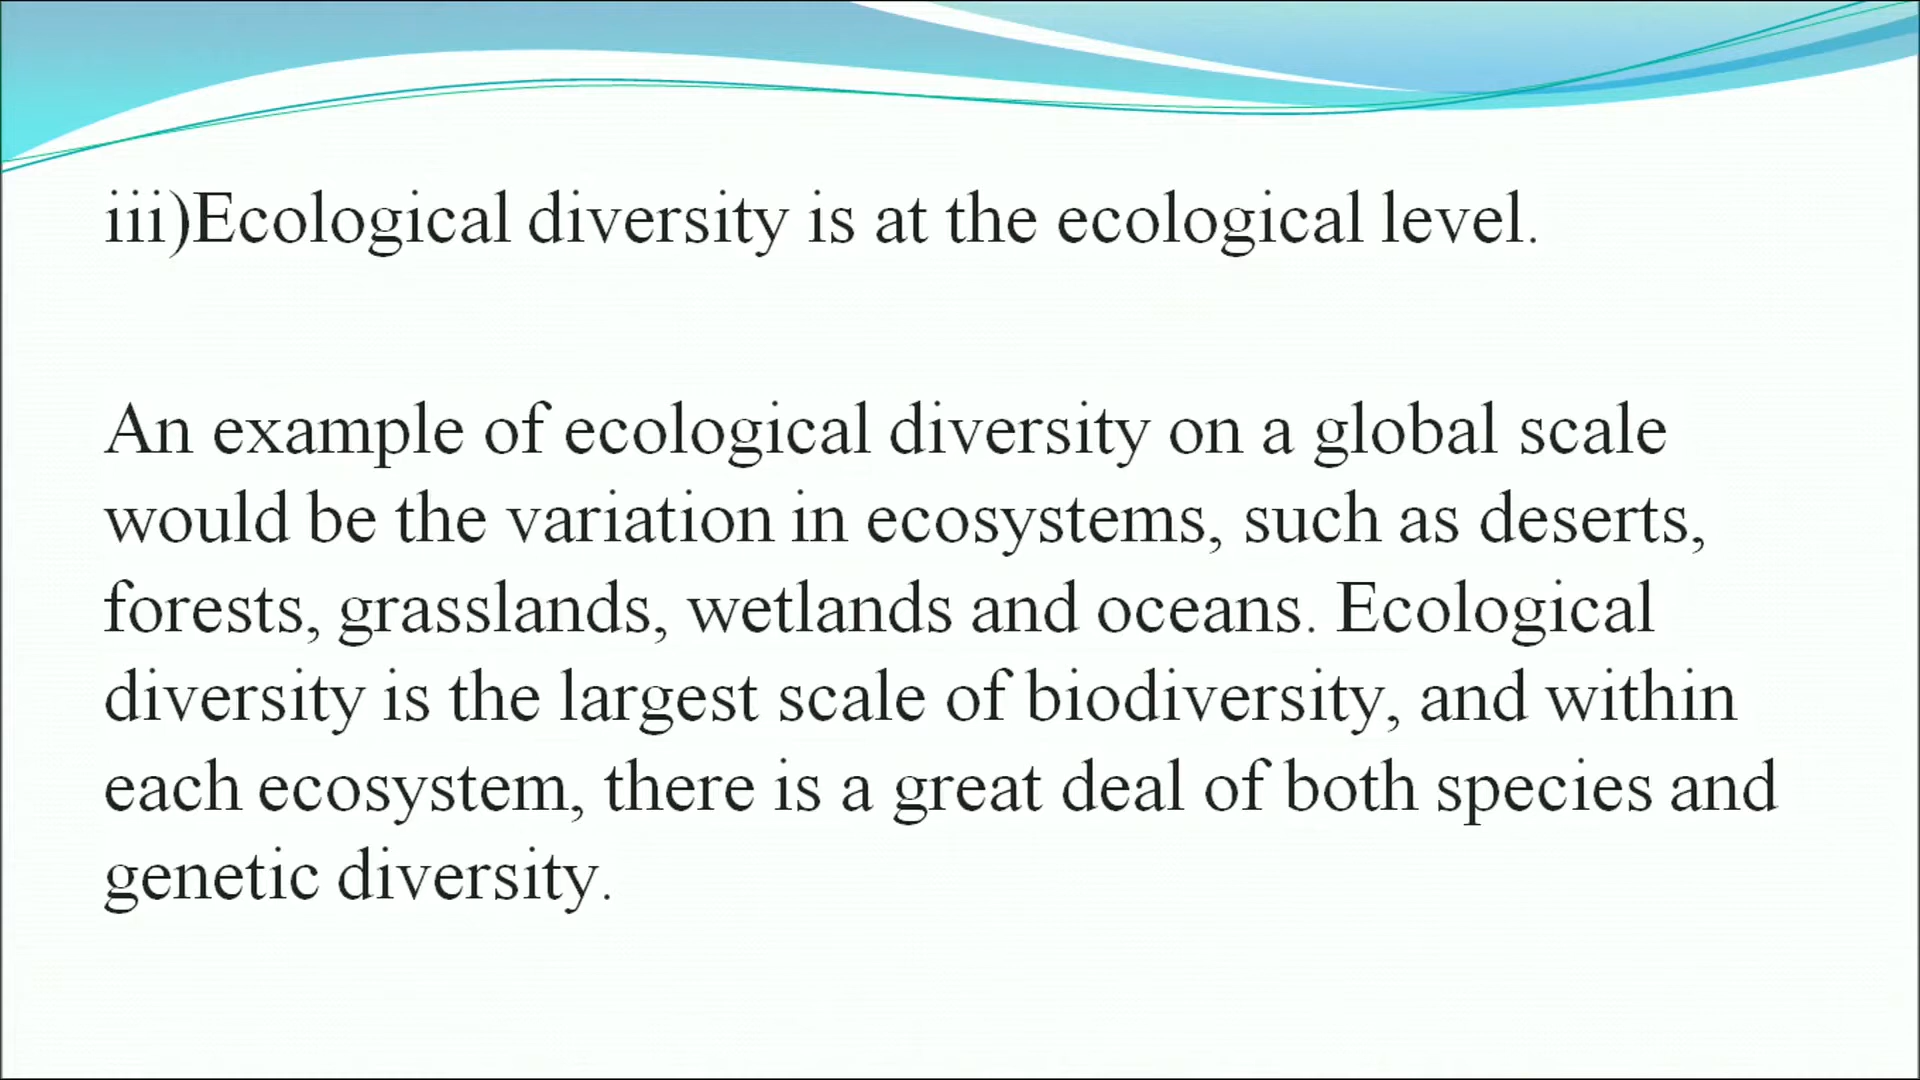 iii)Ecological diversity is at the ecological level.
An example of ecological diversity on a global scale
would be the variation in ecosystems, such as deserts,
forests, grasslands, wetlands and oceans. Ecological
diversity is the largest scale of biodiversity, and within
each ecosystem, there is a great deal of both species and
genetic diversity.